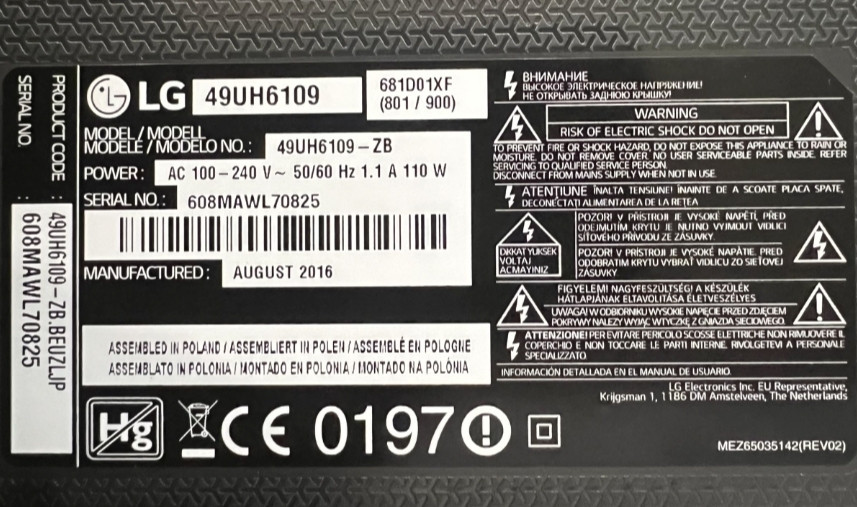 LG 49UH6109
681D01XF
(801 / 900)
MODEL / MODELL
MODÈLE / MODELO NO. : 49UH6109-ZB
POWER : AC 100-240 V~ 50/60 Hz 1.1 A 110 W
SERIAL NO. : 608MAWL70825
MANUFACTURED : AUGUST 2016
ASSEMBLED IN POLAND / ASSEMBLIERT IN POLEN / ASSEMBLÉ EN POLOGNE
ASSEMBLATO IN POLONIA / MONTADO EN POLONIA / MONTADO NA POLÓNIA
Hg
CE 0197
PRODUCT CODE : 49UH6109-ZB.BEUZLJP
SERIAL NO. : 608MAWL70825
ВНИМАНИЕ
ВЫСОКОЕ ЭЛЕКТРИЧЕСКОЕ НАПРЯЖЕНИЕ!
НЕ ОТКРЫВАТЬ ЗАДНЮЮ КРЫШКУ!
WARNING
RISK OF ELECTRIC SHOCK DO NOT OPEN
TO PREVENT FIRE OR SHOCK HAZARD, DO NOT EXPOSE THIS APPLIANCE TO RAIN OR
MOISTURE. DO NOT REMOVE COVER. NO USER SERVICEABLE PARTS INSIDE. REFER
SERVICING TO QUALIFIED SERVICE PERSON.
DISCONNECT FROM MAINS SUPPLY WHEN NOT IN USE.
ATENȚIUNE ÎNALTA TENSIUNE! ÎNAINTE DE A SCOATE PLACA SPATE,
DECONECTAȚI ALIMENTAREA DE LA REȚEA
DIKKAT YUKSEK
VOLTAJ
ACMAYINIZ
POZOR! V PŘÍSTROJI JE VYSOKÉ NAPĚTÍ, PŘED
ODEJMUTÍM KRYTU JE NUTNO VYJMOUT VIDLICI
SÍŤOVÉHO PŘÍVODU ZE ZÁSUVKY
POZOR! V PRÍSTROJI JE VYSOKÉ NAPÄTIE. PRED
ODOBRATIM KRYTU VYBRAŤ VIDLICU ZO SIEŤOVEJ
ZÁSUVKY
FIGYELEM! NAGYFESZÜLTSÉG! A KÉSZÜLÉK
HÁTLAPJÁNAK ELTÁVOLÍTÁSA ÉLETVESZÉLYES
UWAGA! W ODBIORNIKU WYSOKIE NAPIĘCIE PRZED ZDJĘCIEM
POKRYWY NALEŻY WYJĄĆ WTYCZKĘ Z GNIAZDA SIECIOWEGO
ATTENZIONE! PER EVITARE PERICOLO SCOSSE ELETTRICHE NON RIMUOVERE IL
COPERCHIO E NON TOCCARE LE PARTI INTERNE. RIVOLGETEVI A PERSONALE
SPECIALIZZATO.
INFORMACIÓN DETALLADA EN EL MANUAL DE USUARIO.
LG Electronics Inc. EU Representative,
Krijgsman 1, 1186 DM Amstelveen, The Netherlands
MEZ65035142(REV02)